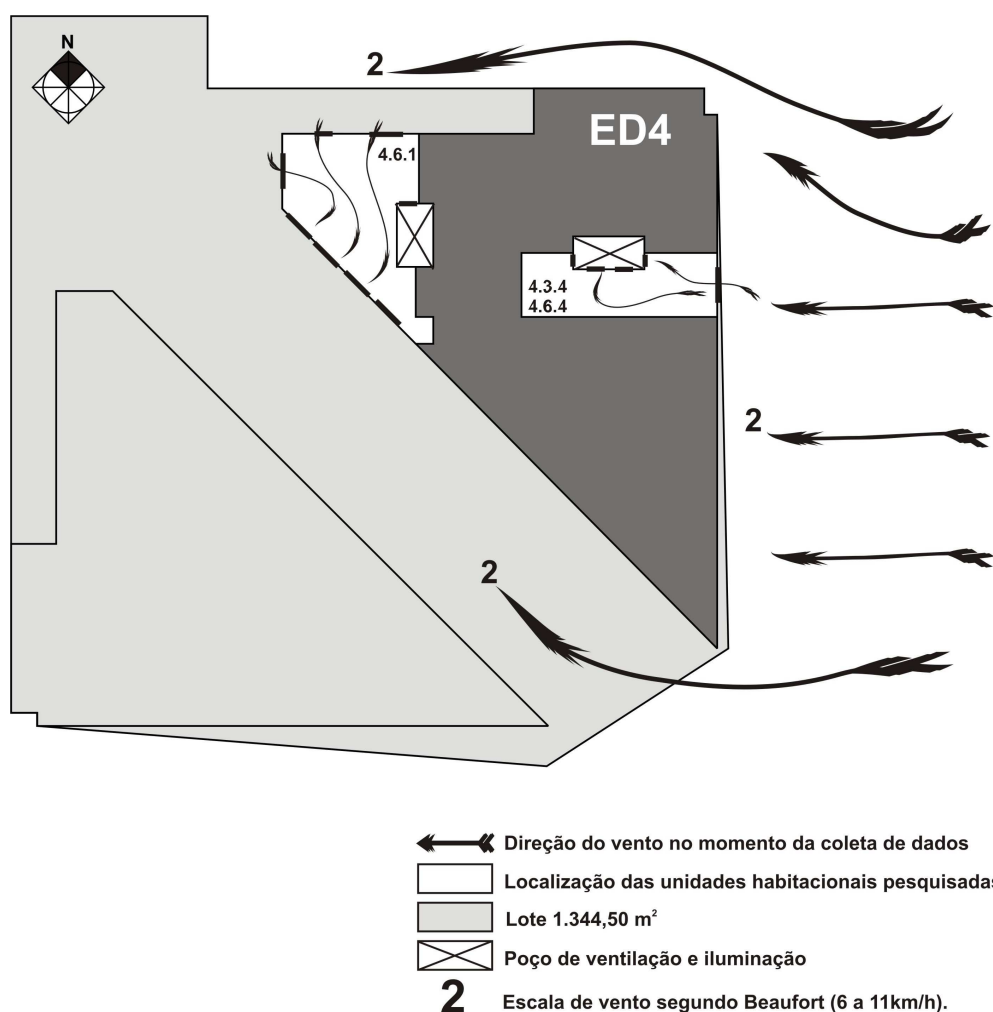 N
2
ED4
4.6.1
4.3.4
4.6.4
2
2
Direção do vento no momento da coleta de dados
Localização das unidades habitacionais pesquisadas
Lote 1.344,50 m²
Poço de ventilação e iluminação
2 Escala de vento segundo Beaufort (6 a 11km/h).